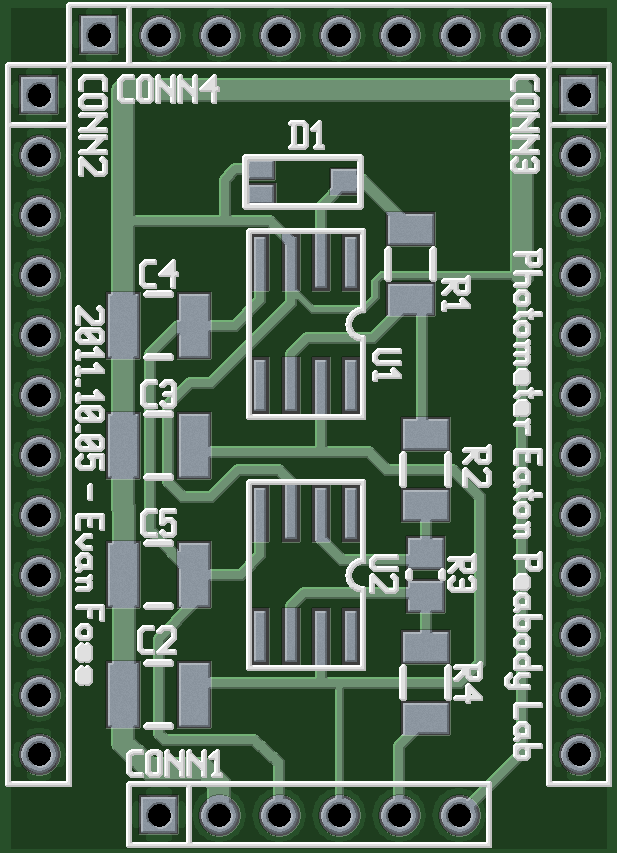 CONN4
CONN2
CONN3
D1
C4
R1
U1
C3
R2
C5
U2
R3
C2
R4
CONN1
2011.10.05 - Evan Foss
Photometer Eaton Peabody Lab